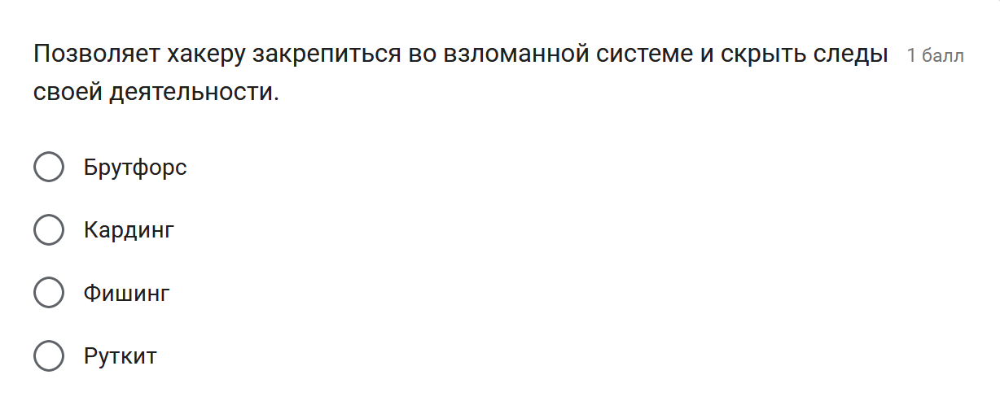 Позволяет хакеру закрепиться во взломанной системе и скрыть следы 1 балл
своей деятельности.
Брутфорс
Кардинг
Фишинг
Руткит